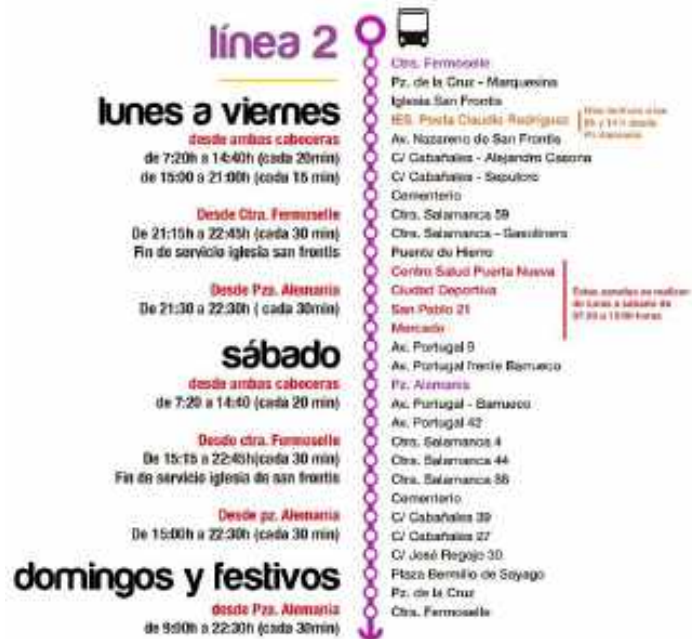 línea 2
lunes a viernes
desde ambas cabeceras
de 7:20h a 14:40h (cada 20min)
de 15:00 a 21:00h (cada 15 min)
Desde Ctra. Fermoselle
De 21:15h a 22:45h (cada 30 min)
Fin de servicio iglesia san frontis
Desde Pza. Alemania
De 21:30 a 22:30h ( cada 30min)
sábado
desde ambas cabeceras
de 7:20 a 14:40 (cada 20 min)
Desde ctra. Fermoselle
De 15:15 a 22:45h(cada 30 min)
Fin de servicio iglesia de san frontis
Desde pz. Alemania
De 15:00h a 22:30h (cada 30 min)
domingos y festivos
desde Pza. Alemania
de 9:00h a 22:30h (cada 30min)
Ctra. Fermoselle
Pz. de la Cruz - Marquesina
Iglesia San Frontis
IES. Poeta Claudio Rodríguez
Av. Nazareno de San Frontis
C/ Cabañales - Alejandro Casona
C/ Cabañales - Sepulcro
Cementerio
Ctra. Salamanca 59
Ctra. Salamanca - Gasolinera
Puente de Hierro
Centro Salud Puerta Nueva
Ciudad Deportiva
San Pablo 21
Mercado
Estas paradas se realizan
de lunes a sábado de
Av. Portugal 9
Av. Portugal frente Barrueco
Pz. Alemania
Av. Portugal - Barrueco
Av. Portugal 42
Ctra. Salamanca 4
Ctra. Salamanca 44
Ctra. Salamanca
Cementerio
C/ Cabañales 39
C/ Cabañales 27
C/ José Regojo 30
Plaza Bermillo de Sayago
Pz. de la Cruz
Ctra. Fermoselle